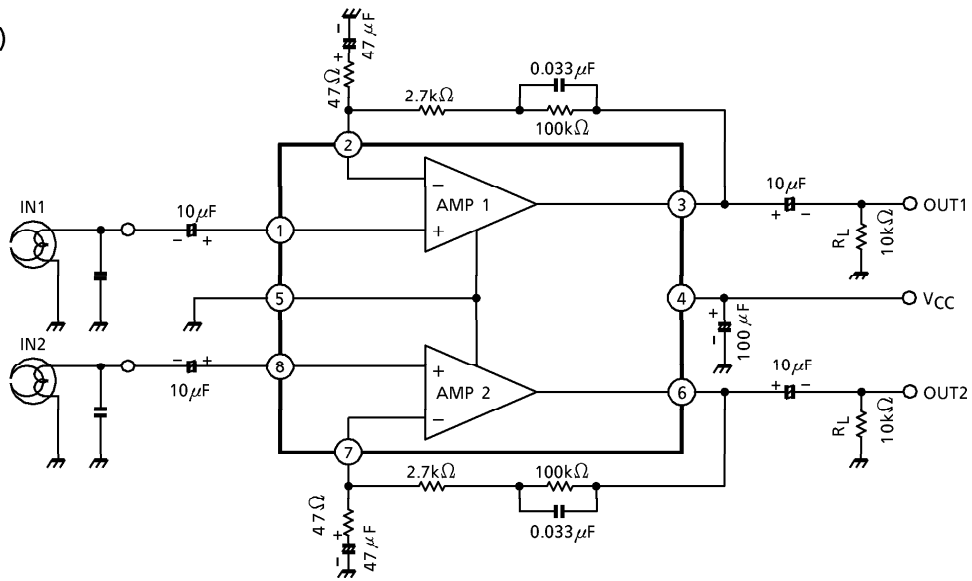 )
47Ω
+ −
47μF
0.033μF
2.7kΩ
100kΩ
2
IN1
10μF
− +
1
−
AMP 1
+
3
10μF
+ −
OUT1
RL
10kΩ
5
4
VCC
+
−
100μF
IN2
− +
10μF
8
+
AMP 2
−
6
10μF
+ −
OUT2
RL
10kΩ
7
2.7kΩ
100kΩ
0.033μF
47Ω
+
−
47μF